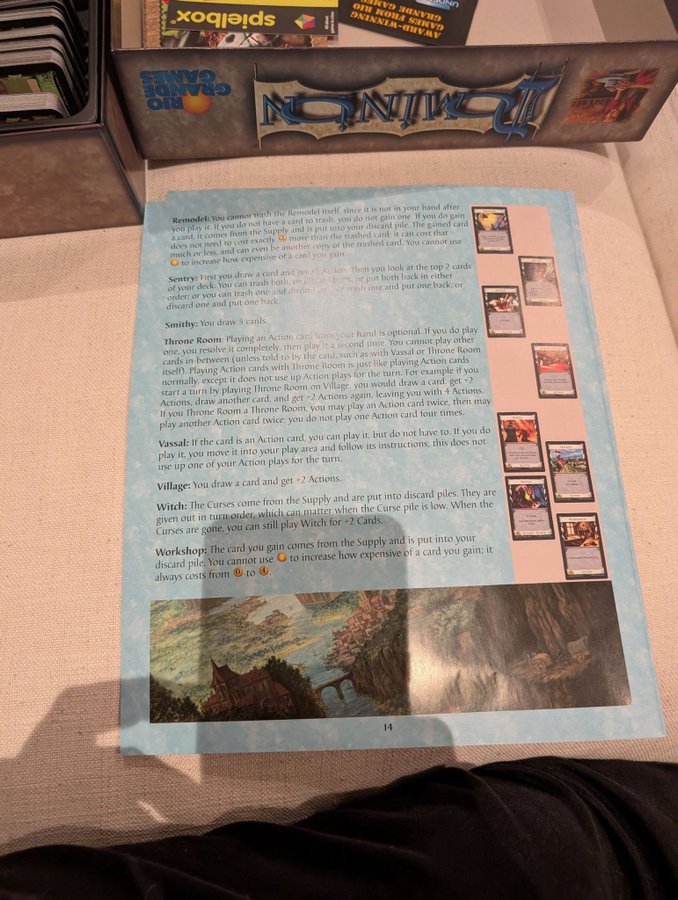 spielbox
AWARD-WINNING
GAMES FROM RIO
GRANDE GAMES
RIO
GRANDE
GAMES
DOMINION
Remodel: You cannot trash the Remodel itself, since it is not in your hand after
you play it. If you do not have a card to trash, you do not gain one. If you do gain
a card, it comes from the Supply and is put into your discard pile. The gained card
does not need to cost exactly 2 more than the trashed card; it can cost that
much or less, and can even be another copy of the trashed card. You cannot use
to increase how expensive of a card you gain.
Sentry: First you draw a card and get +1 Action. Then you look at the top 2 cards
of your deck. You can trash both, or discard both, or put both back in either
order; or you can trash one and discard one, or trash one and put one back, or
discard one and put one back.
Smithy: You draw 3 cards.
Throne Room: Playing an Action card from your hand is optional. If you do play
one, you resolve it completely, then play it a second time. You cannot play other
cards in between (unless told to by the card, such as with Vassal or Throne Room
itself). Playing Action cards with Throne Room is just like playing Action cards
normally, except it does not use up Action plays for the turn. For example if you
start a turn by playing Throne Room on Village, you would draw a card, get +2
Actions, draw another card, and get +2 Actions again, leaving you with 4 Actions.
If you Throne Room a Throne Room, you may play an Action card twice, then may
play another Action card twice; you do not play one Action card four times.
Vassal: If the card is an Action card, you can play it, but do not have to. If you do
play it, you move it into your play area and follow its instructions; this does not
use up one of your Action plays for the turn.
Village: You draw a card and get +2 Actions.
Witch: The Curses come from the Supply and are put into discard piles. They are
given out in turn order, which can matter when the Curse pile is low. When the
Curses are gone, you can still play Witch for +2 Cards.
Workshop: The card you gain comes from the Supply and is put into your
discard pile. You cannot use to increase how expensive of a card you gain; it
always costs from 0 to 4.
14